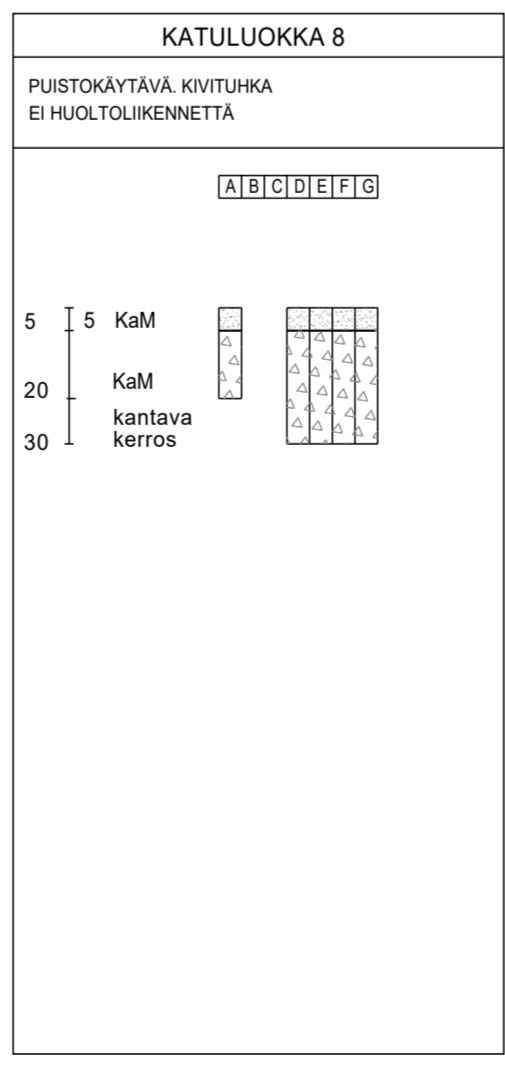 KATULUOKKA 8
PUISTOKÄYTÄVÄ. KIVITUHKA
EI HUOLTOLIIKENNETTÄ
A B C D E F G
5 5 KaM
20 KaM
kantava
30 kerros